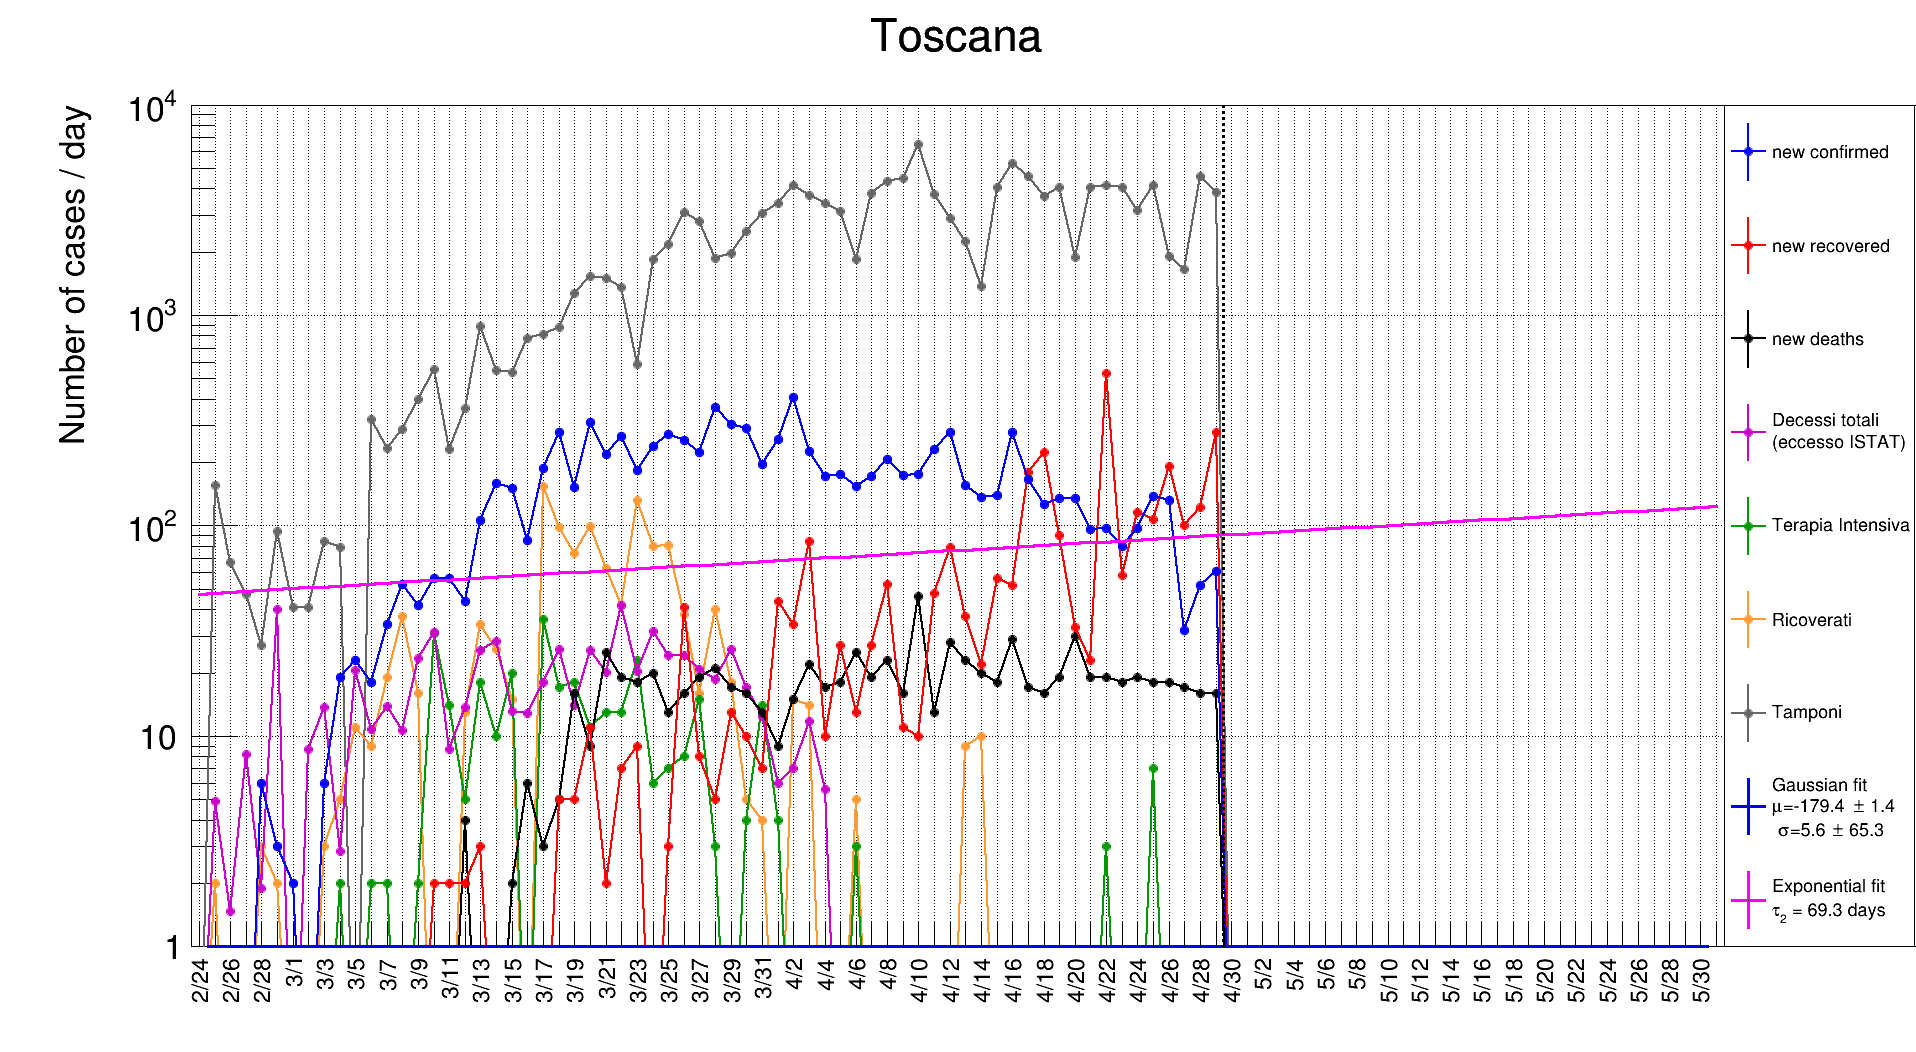 Toscana
Number of cases / day
10^4
10^3
10^2
10
1
2/24 2/26 2/28 3/1 3/3 3/5 3/7 3/9 3/11 3/13 3/15 3/17 3/19 3/21 3/23 3/25 3/27 3/29 3/31 4/2 4/4 4/6 4/8 4/10 4/12 4/14 4/16 4/18 4/20 4/22 4/24 4/26 4/28 4/30 5/2 5/4 5/6 5/8 5/10 5/12 5/14 5/16 5/18 5/20 5/22 5/24 5/26 5/28 5/30
new confirmed
new recovered
new deaths
Decessi totali
(eccesso ISTAT)
Terapia Intensiva
Ricoverati
Tamponi
Gaussian fit
μ=-179.4 ± 1.4
σ=5.6 ± 65.3
Exponential fit
τ_2 = 69.3 days